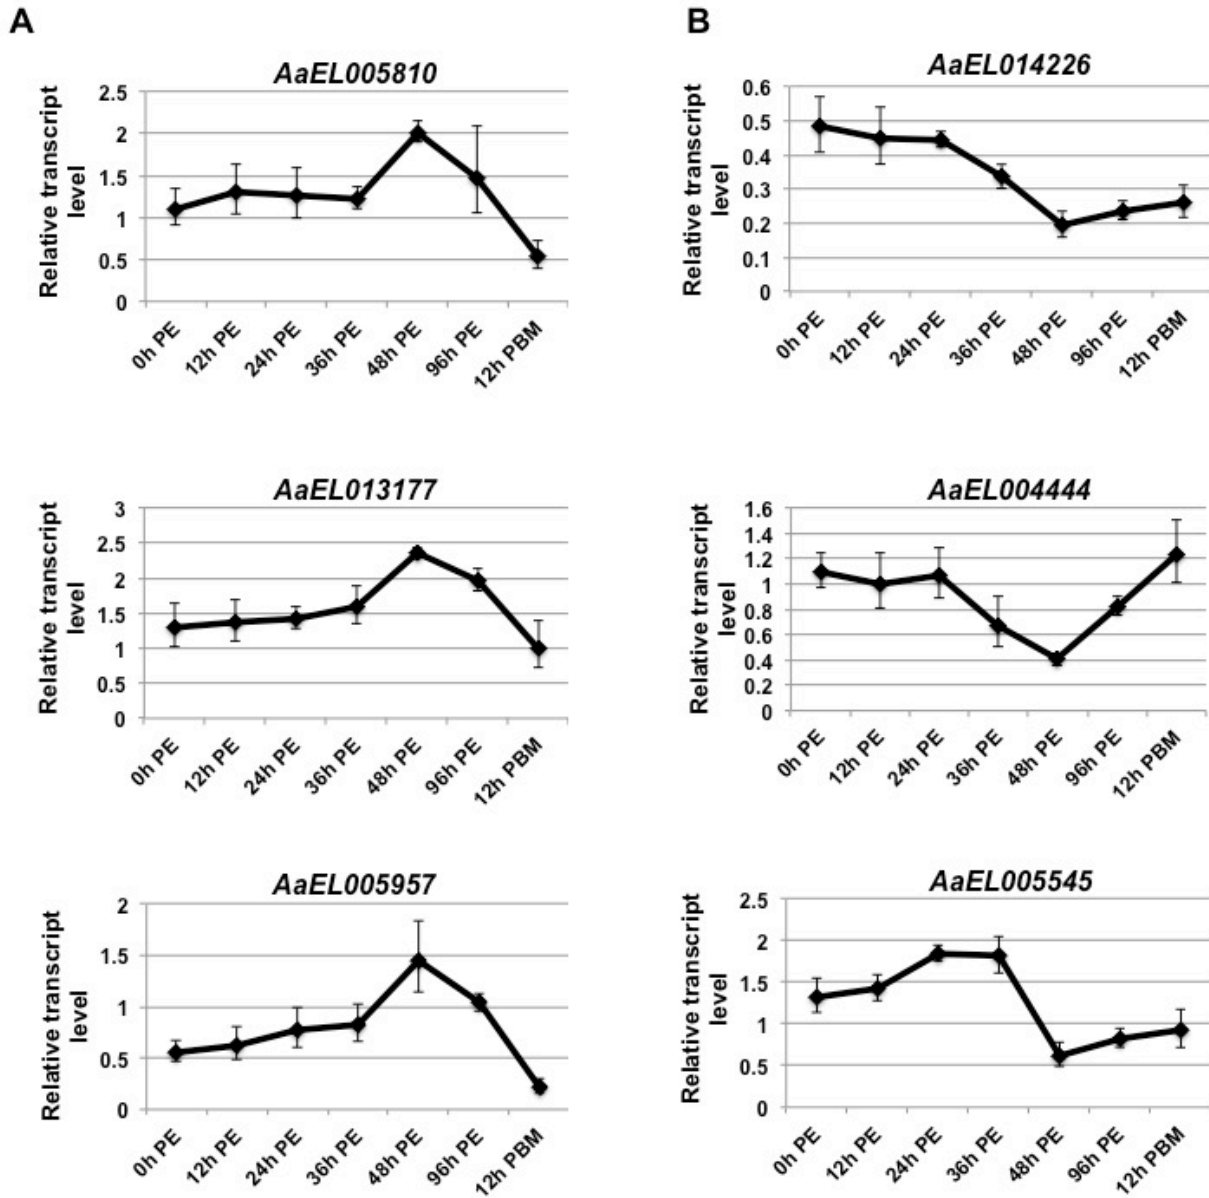 A
AaEL005810
Relative transcript
level
2.5
2
1.5
1
0.5
0
0h PE
12h PE
24h PE
36h PE
48h PE
96h PE
12h PBM
AaEL013177
Relative transcript
level
3
2.5
2
1.5
1
0.5
0
0h PE
12h PE
24h PE
36h PE
48h PE
96h PE
12h PBM
AaEL005957
Relative transcript
level
2
1.5
1
0.5
0
0h PE
12h PE
24h PE
36h PE
48h PE
96h PE
12h PBM
B
AaEL014226
Relative transcript
level
0.6
0.5
0.4
0.3
0.2
0.1
0
0h PE
12h PE
24h PE
36h PE
48h PE
96h PE
12h PBM
AaEL004444
Relative transcript
level
1.6
1.4
1.2
1
0.8
0.6
0.4
0.2
0
0h PE
12h PE
24h PE
36h PE
48h PE
96h PE
12h PBM
AaEL005545
Relative transcript
level
2.5
2
1.5
1
0.5
0
0h PE
12h PE
24h PE
36h PE
48h PE
96h PE
12h PBM